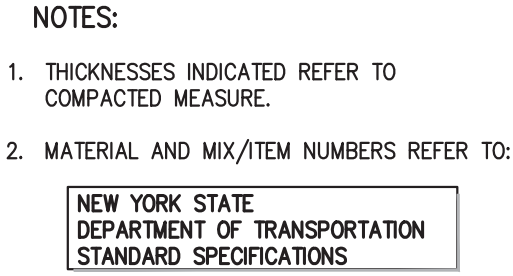 NOTES:
1. THICKNESSES INDICATED REFER TO
COMPACTED MEASURE.
2. MATERIAL AND MIX/ITEM NUMBERS REFER TO:
NEW YORK STATE
DEPARTMENT OF TRANSPORTATION
STANDARD SPECIFICATIONS